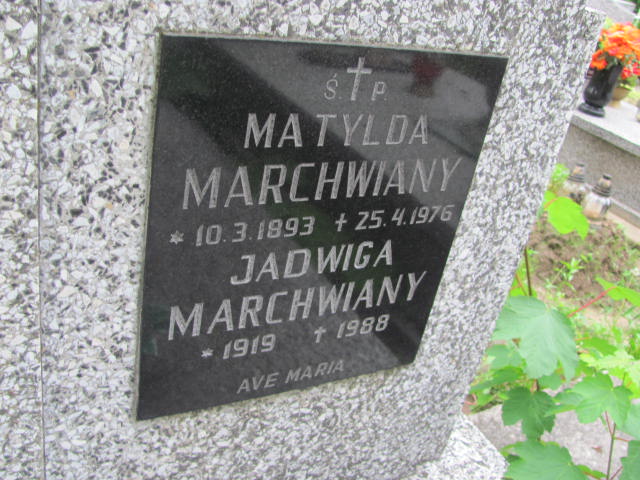 Ś. P.
MATYLDA
MARCHWIANY
* 10.3.1893 + 25.4.1976
JADWIGA
MARCHWIANY
* 1919 + 1988
AVE MARIA